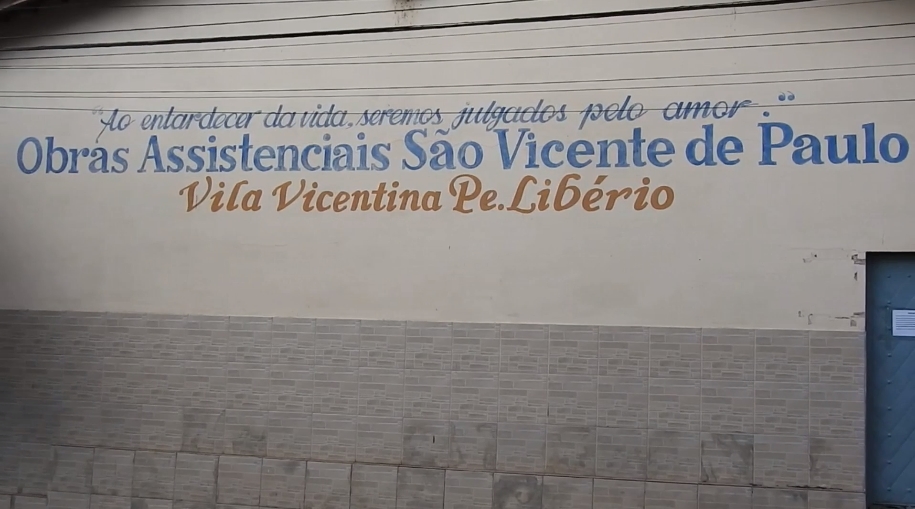 "Ao entardecer da vida, seremos julgados pelo amor."
Obras Assistenciais São Vicente de Paulo
Vila Vicentina Pe. Libério